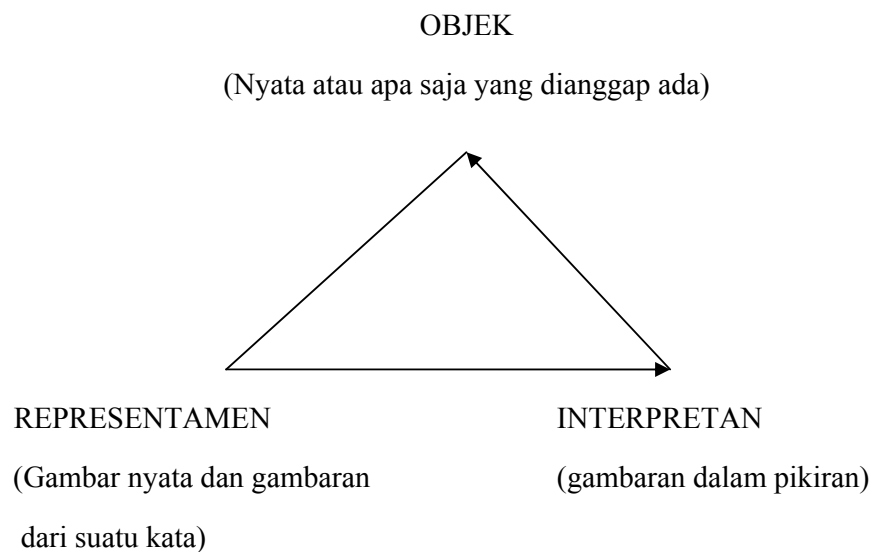 OBJEK
(Nyata atau apa saja yang dianggap ada)
REPRESENTAMEN
(Gambar nyata dan gambaran
dari suatu kata)
INTERPRETAN
(gambaran dalam pikiran)